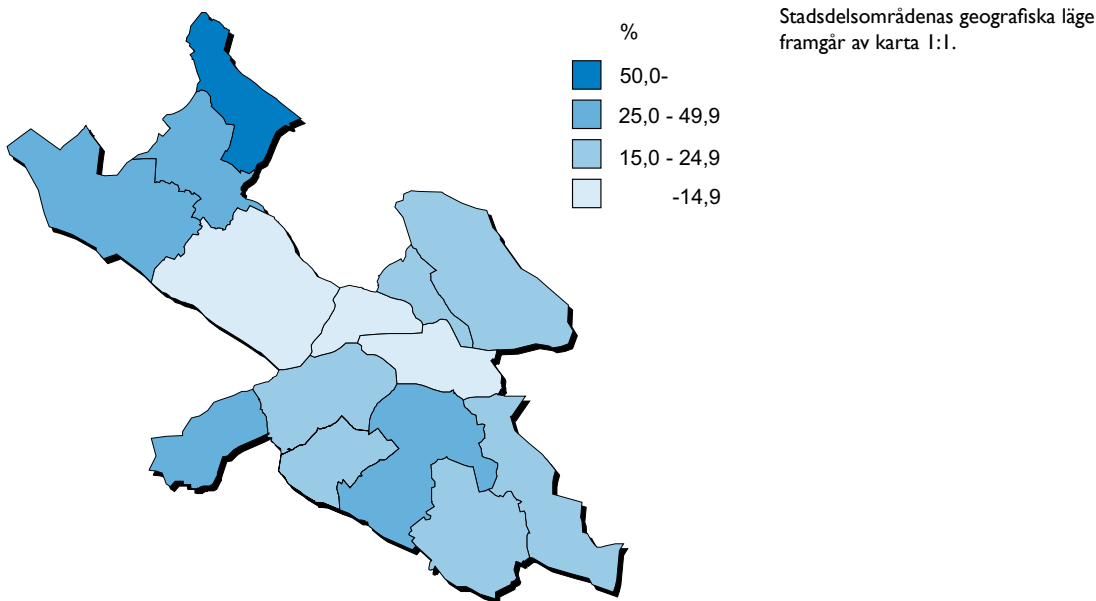 Stadsdelsområdenas geografiska läge
framgår av karta 1:1.
%
50,0-
25,0 - 49,9
15,0 - 24,9
-14,9